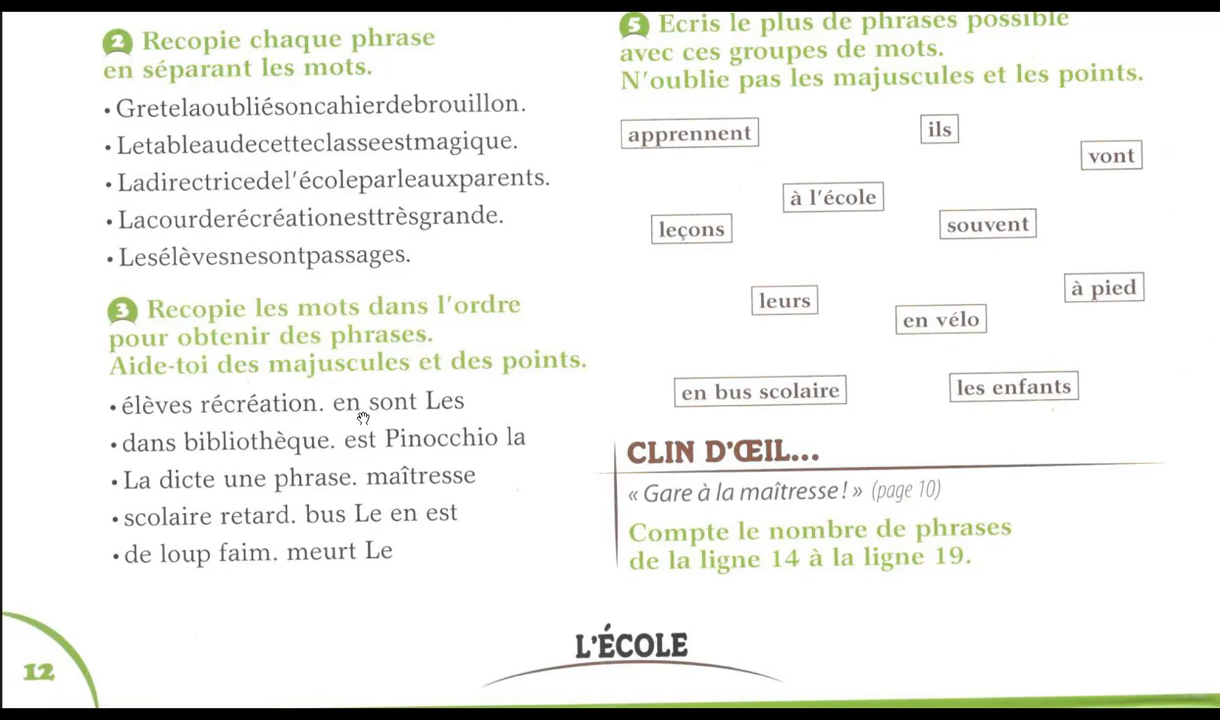 2 Recopie chaque phrase
en séparant les mots.
• Gretelaoubliésoncahierdebrouillon.
• Letableaudecetteclasseestmagique.
• Ladirectricedel'écoleparleauxparents.
• Lacourderécréationesttrèsgrande.
• Lesélèvesnesontpassages.
3 Recopie les mots dans l'ordre
pour obtenir des phrases.
Aide-toi des majuscules et des points.
• élèves récréation. en sont Les
• dans bibliothèque. est Pinocchio la
• La dicte une phrase. maîtresse
• scolaire retard. bus Le en est
• de loup faim. meurt Le
5 Ecris le plus de phrases possible
avec ces groupes de mots.
N'oublie pas les majuscules et les points.
apprennent
ils
vont
à l'école
leçons
souvent
leurs
à pied
en vélo
en bus scolaire
les enfants
CLIN D'ŒIL...
« Gare à la maîtresse ! » (page 10)
Compte le nombre de phrases
de la ligne 14 à la ligne 19.
12
L'ÉCOLE